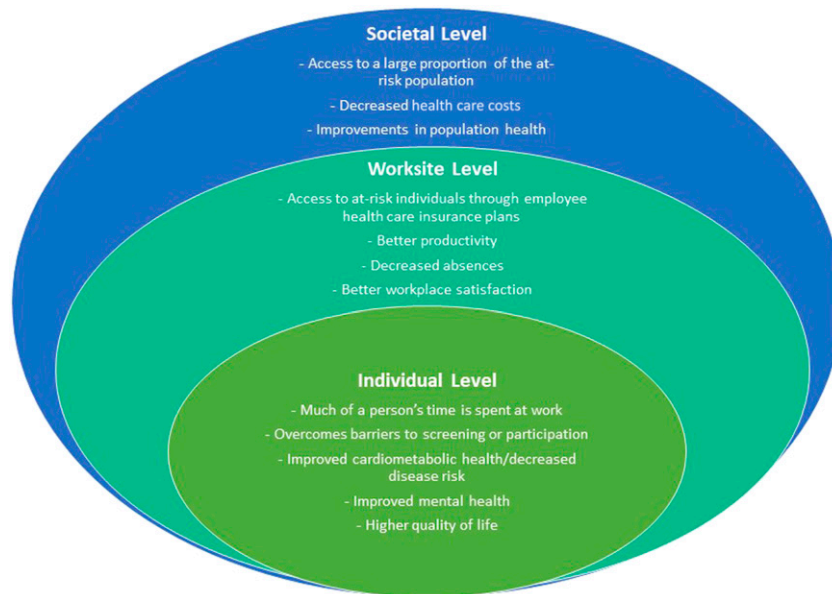 Societal Level
- Access to a large proportion of the at-
risk population
- Decreased health care costs
- Improvements in population health
Worksite Level
- Access to at-risk individuals through employee
health care insurance plans
- Better productivity
- Decreased absences
- Better workplace satisfaction
Individual Level
- Much of a person's time is spent at work
- Overcomes barriers to screening or participation
- Improved cardiometabolic health/decreased
disease risk
- Improved mental health
- Higher quality of life